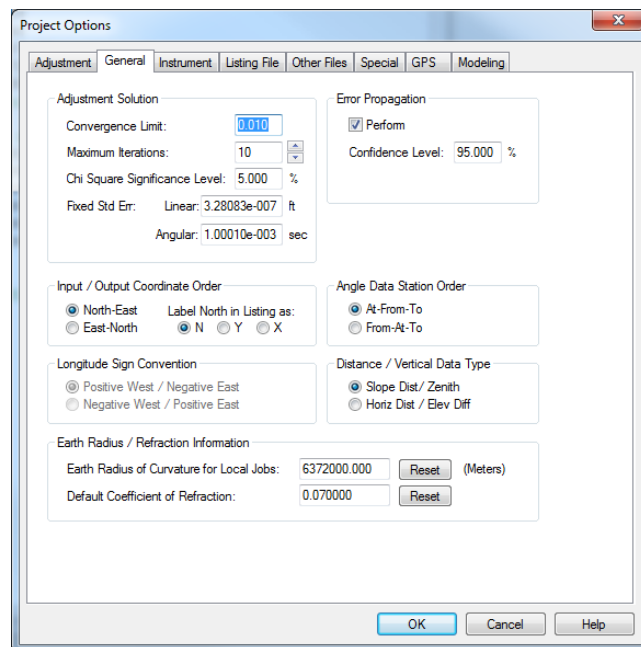 Project Options
x
Adjustment General Instrument Listing File Other Files Special GPS Modeling
Adjustment Solution
Convergence Limit: 0.010
Maximum Iterations: 10
Chi Square Significance Level: 5.000 %
Fixed Std Err: Linear: 3.28083e-007 ft
Angular: 1.00010e-003 sec
Error Propagation
Perform
Confidence Level: 95.000 %
Input / Output Coordinate Order
North-East Label North in Listing as:
East-North N Y X
Angle Data Station Order
At-From-To
From-At-To
Longitude Sign Convention
Positive West / Negative East
Negative West / Positive East
Distance / Vertical Data Type
Slope Dist/ Zenith
Horiz Dist / Elev Diff
Earth Radius / Refraction Information
Earth Radius of Curvature for Local Jobs: 6372000.000 Reset (Meters)
Default Coefficient of Refraction: 0.070000 Reset
OK Cancel Help